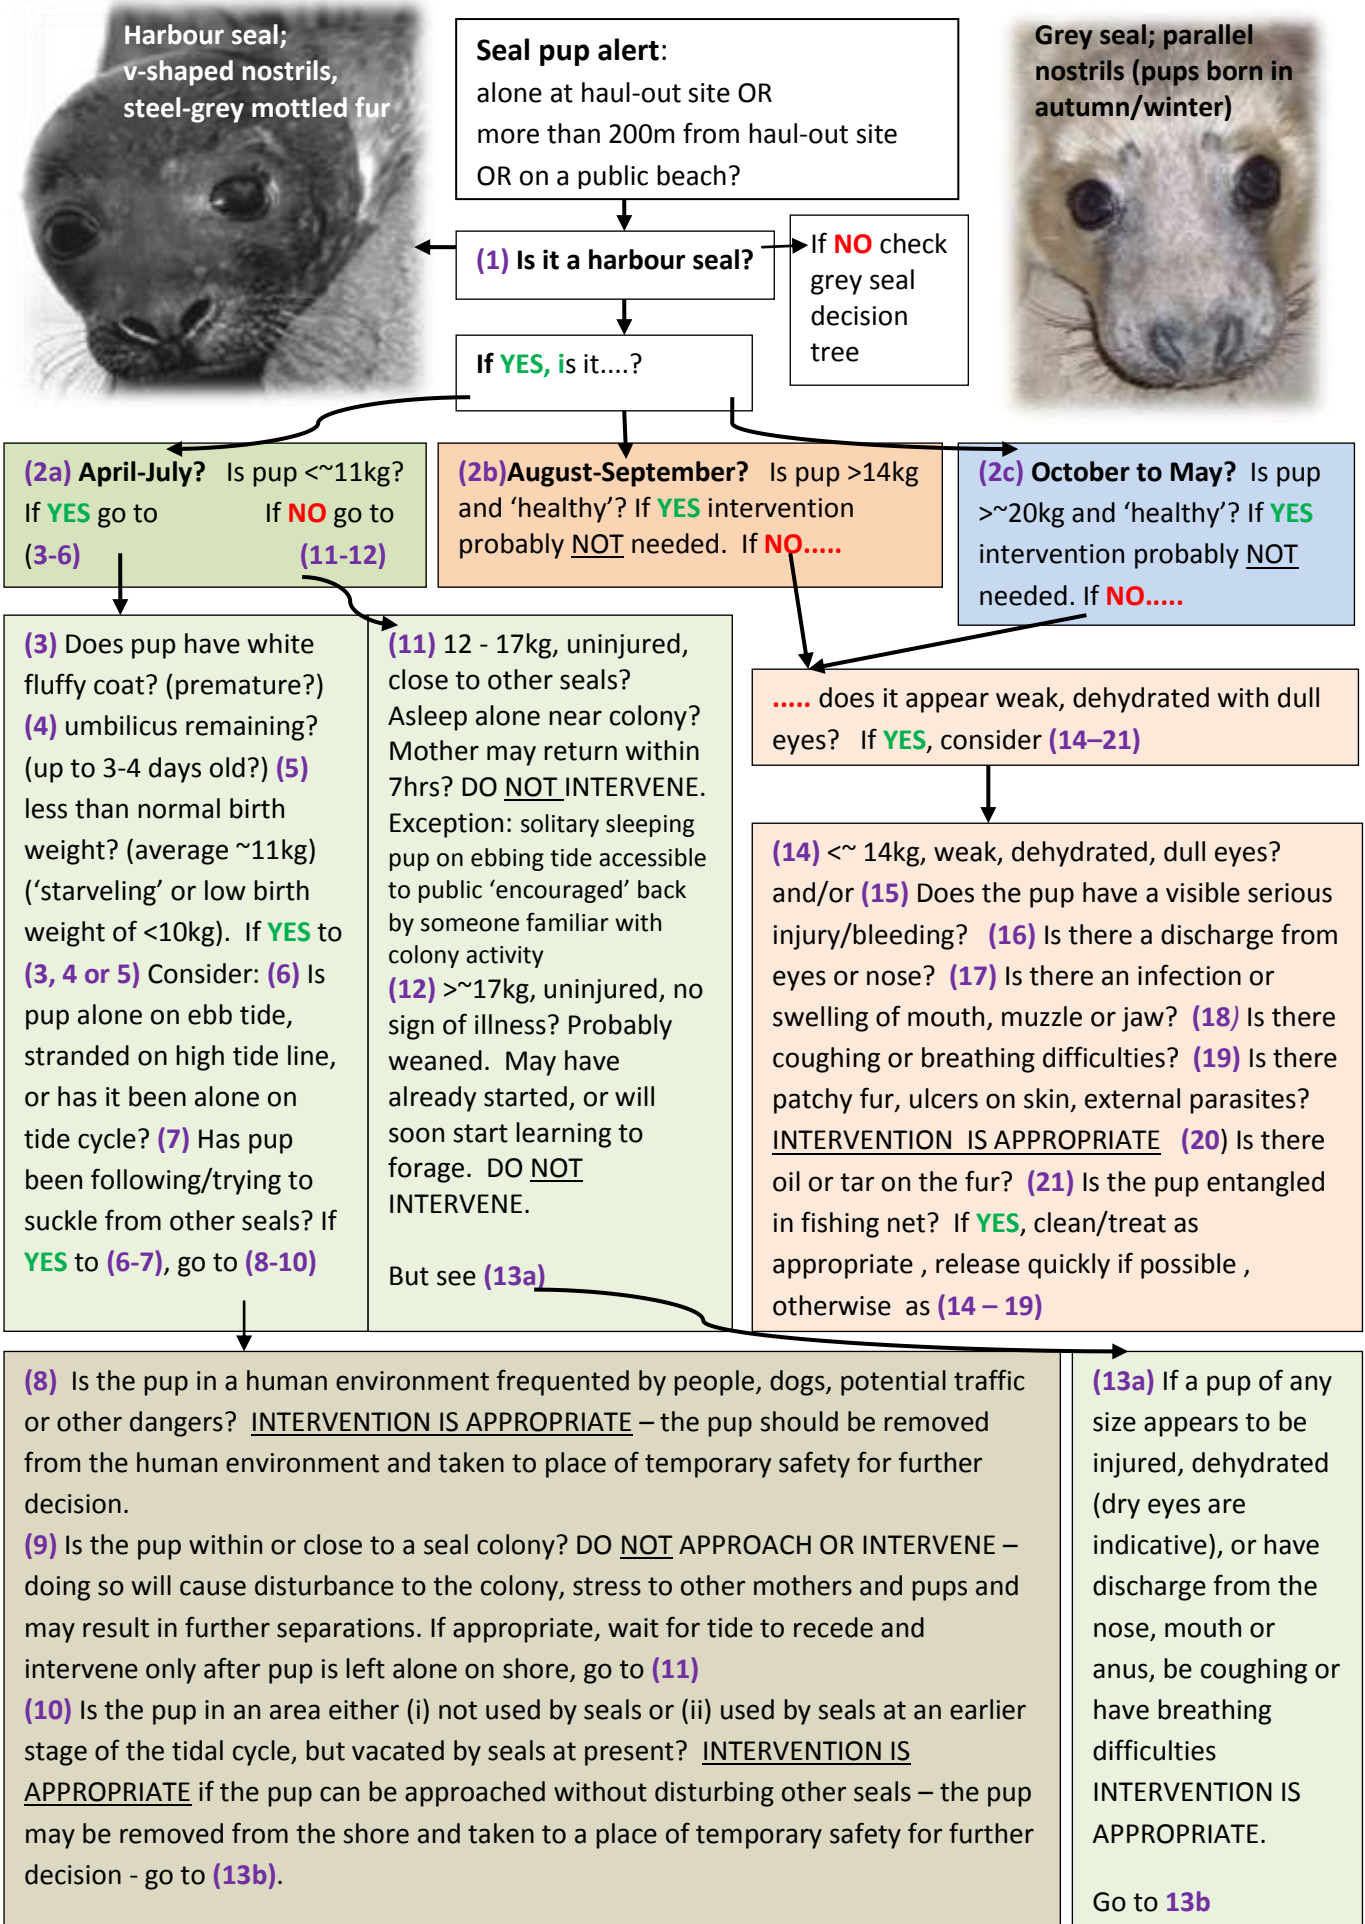 Harbour seal;
v-shaped nostrils,
steel-grey mottled fur
Seal pup alert:
alone at haul-out site OR
more than 200m from haul-out site
OR on a public beach?
Grey seal; parallel
nostrils (pups born in
autumn/winter)
(1) Is it a harbour seal?
If NO check
grey seal
decision
tree
If YES, is it....?
(2a) April-July? Is pup <~11kg?
If YES go to If NO go to
(3-6) (11-12)
(2b)August-September? Is pup >14kg
and ‘healthy’? If YES intervention
probably NOT needed. If NO.....
(2c) October to May? Is pup
>~20kg and ‘healthy’? If YES
intervention probably NOT
needed. If NO.....
(3) Does pup have white
fluffy coat? (premature?)
(4) umbilicus remaining?
(up to 3-4 days old?) (5)
less than normal birth
weight? (average ~11kg)
(‘starveling’ or low birth
weight of <10kg). If YES to
(3, 4 or 5) Consider: (6) Is
pup alone on ebb tide,
stranded on high tide line,
or has it been alone on
tide cycle? (7) Has pup
been following/trying to
suckle from other seals? If
YES to (6-7), go to (8-10)
(11) 12 - 17kg, uninjured,
close to other seals?
Asleep alone near colony?
Mother may return within
7hrs? DO NOT INTERVENE.
Exception: solitary sleeping
pup on ebbing tide accessible
to public ‘encouraged’ back
by someone familiar with
colony activity
(12) >~17kg, uninjured, no
sign of illness? Probably
weaned. May have
already started, or will
soon start learning to
forage. DO NOT
INTERVENE.
But see (13a)
..... does it appear weak, dehydrated with dull
eyes? If YES, consider (14–21)
(14) <~ 14kg, weak, dehydrated, dull eyes?
and/or (15) Does the pup have a visible serious
injury/bleeding? (16) Is there a discharge from
eyes or nose? (17) Is there an infection or
swelling of mouth, muzzle or jaw? (18) Is there
coughing or breathing difficulties? (19) Is there
patchy fur, ulcers on skin, external parasites?
INTERVENTION IS APPROPRIATE (20) Is there
oil or tar on the fur? (21) Is the pup entangled
in fishing net? If YES, clean/treat as
appropriate , release quickly if possible ,
otherwise as (14 – 19)
(8) Is the pup in a human environment frequented by people, dogs, potential traffic
or other dangers? INTERVENTION IS APPROPRIATE – the pup should be removed
from the human environment and taken to place of temporary safety for further
decision.
(9) Is the pup within or close to a seal colony? DO NOT APPROACH OR INTERVENE –
doing so will cause disturbance to the colony, stress to other mothers and pups and
may result in further separations. If appropriate, wait for tide to recede and
intervene only after pup is left alone on shore, go to (11)
(10) Is the pup in an area either (i) not used by seals or (ii) used by seals at an earlier
stage of the tidal cycle, but vacated by seals at present? INTERVENTION IS
APPROPRIATE if the pup can be approached without disturbing other seals – the pup
may be removed from the shore and taken to a place of temporary safety for further
decision - go to (13b).
(13a) If a pup of any
size appears to be
injured, dehydrated
(dry eyes are
indicative), or have
discharge from the
nose, mouth or
anus, be coughing or
have breathing
difficulties
INTERVENTION IS
APPROPRIATE.
Go to 13b